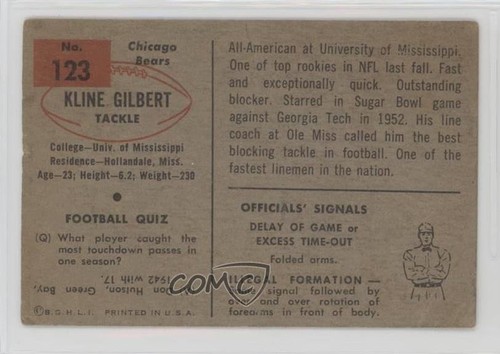 No.
123
Chicago
Bears
KLINE GILBERT
TACKLE
College—Univ. of Mississippi
Residence—Hollandale, Miss.
Age—23; Height—6.2; Weight—230
FOOTBALL QUIZ
(Q) What player caught the
most touchdown passes in
one season?
Don Hutson, Green Bay,
1942 with 17.
©B.G.H.L.I. PRINTED IN U.S.A.
All-American at University of Mississippi.
One of top rookies in NFL last fall. Fast
and exceptionally quick. Outstanding
blocker. Starred in Sugar Bowl game
against Georgia Tech in 1952. His line
coach at Ole Miss called him the best
blocking tackle in football. One of the
fastest linemen in the nation.
OFFICIALS' SIGNALS
DELAY OF GAME or
EXCESS TIME-OUT
Folded arms.
ILLEGAL FORMATION —
signal followed by
over and over rotation of
forearms in front of body.
COMC